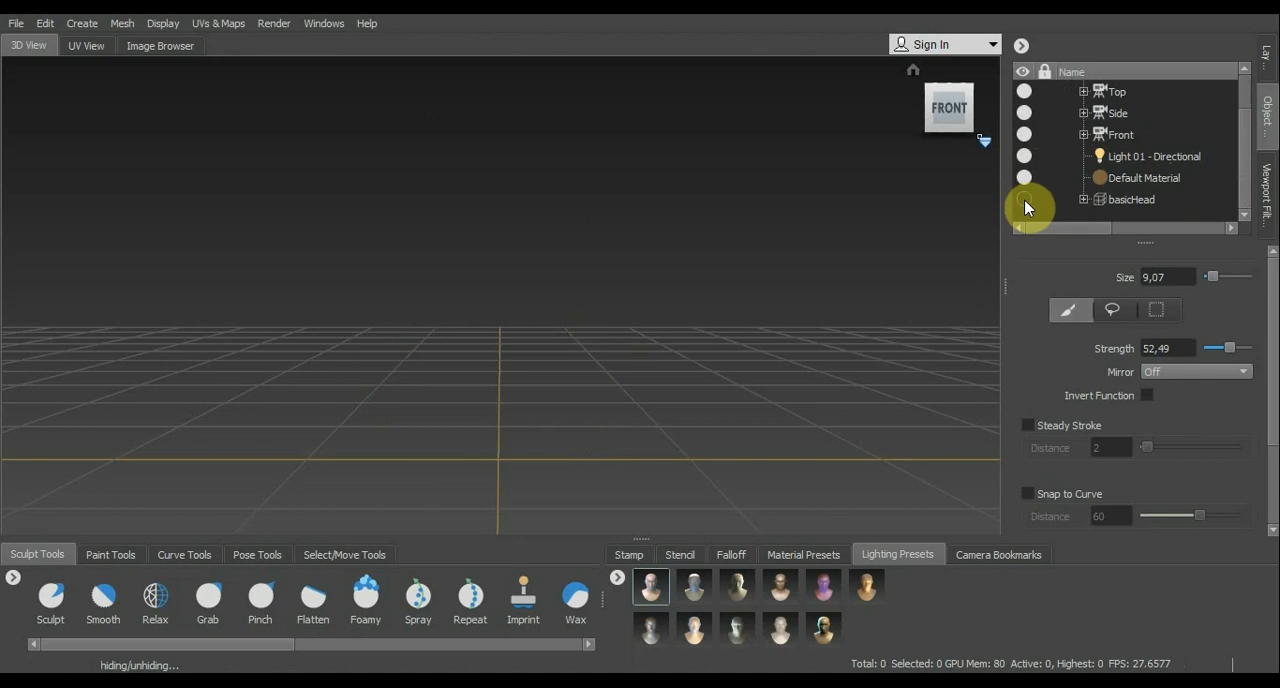 File Edit Create Mesh Display UVs & Maps Render Windows Help
3D View UV View Image Browser Sign In
FRONT
Name
Top
Side
Front
Light 01 - Directional
Default Material
basicHead
Lay ...
Object ...
Viewport Filt...
Size 9,07
Strength 52,49
Mirror Off
Invert Function
Steady Stroke
Distance 2
Snap to Curve
Distance 60
Sculpt Tools Paint Tools Curve Tools Pose Tools Select/Move Tools
Stamp Stencil Falloff Material Presets Lighting Presets Camera Bookmarks
Sculpt Smooth Relax Grab Pinch Flatten Foamy Spray Repeat Imprint Wax
hiding/unhiding... Total: 0 Selected: 0 GPU Mem: 80 Active: 0, Highest: 0 FPS: 27.6577